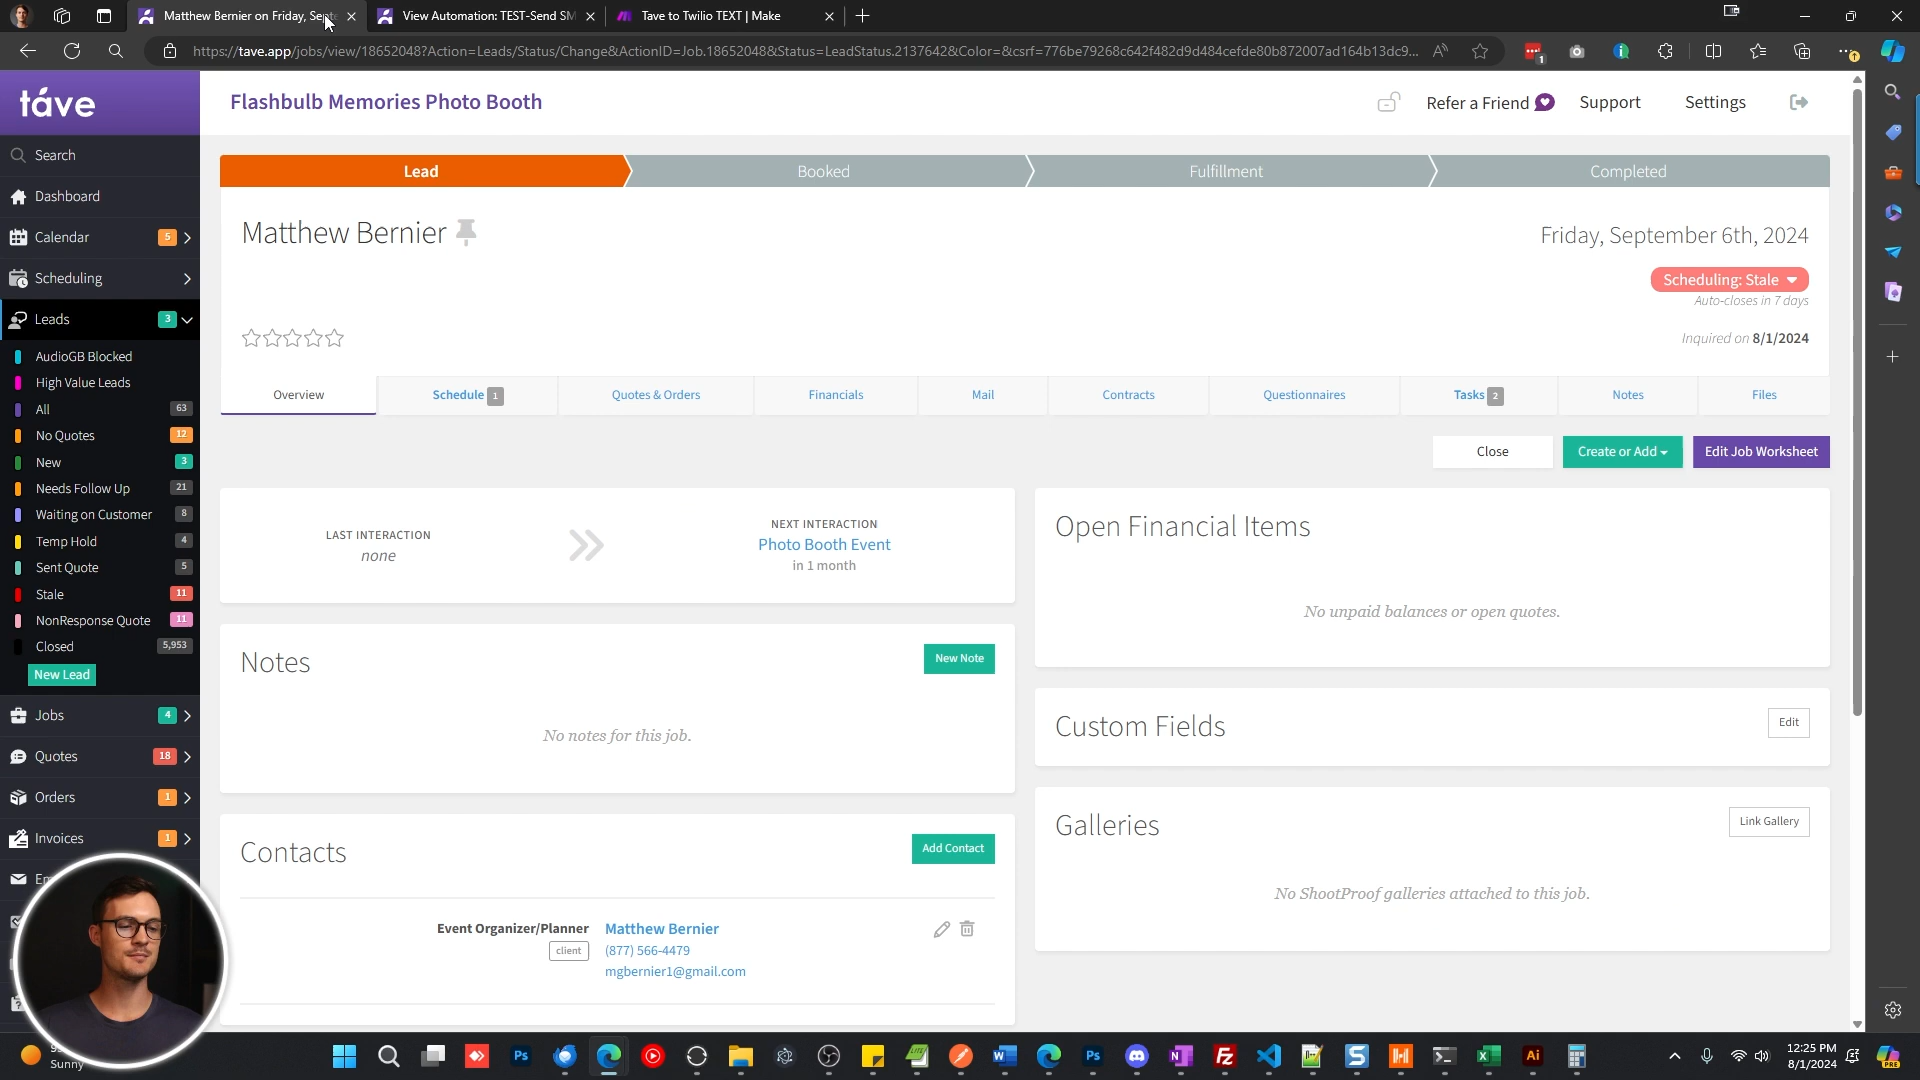 Matthew Bernier on Friday, Sept
View Automation: TEST-Send SM
Tave to Twilio TEXT | Make
https://tave.app/jobs/view/18652048?Action=Leads/Status/Change&ActionID=Job.18652048&Status=LeadStatus.2137642&Color=&csrf=776be79268c642f482d9d484cefde80b872007ad164b13dc9...
1
táve
Flashbulb Memories Photo Booth
Refer a Friend
Support
Settings
Search
Dashboard
Calendar 5
Scheduling
Leads 3
AudioGB Blocked
High Value Leads
All 63
No Quotes 12
New 3
Needs Follow Up 21
Waiting on Customer 8
Temp Hold 4
Sent Quote 5
Stale 11
NonResponse Quote 11
Closed 5,953
New Lead
Jobs 4
Quotes 18
Orders 1
Invoices 1
Lead
Booked
Fulfillment
Completed
Matthew Bernier
Friday, September 6th, 2024
Scheduling: Stale
Auto-closes in 7 days
Inquired on 8/1/2024
Overview
Schedule 1
Quotes & Orders
Financials
Mail
Contracts
Questionnaires
Tasks 2
Notes
Files
Close
Create or Add
Edit Job Worksheet
LAST INTERACTION
none
NEXT INTERACTION
Photo Booth Event
in 1 month
Open Financial Items
No unpaid balances or open quotes.
Notes
New Note
No notes for this job.
Custom Fields
Edit
Galleries
Link Gallery
No ShootProof galleries attached to this job.
Contacts
Add Contact
Event Organizer/Planner
client
Matthew Bernier
(877) 566-4479
mgbernier1@gmail.com
Sunny
Ps
W
Ps
N
Fz
S
Ai
12:25 PM
8/1/2024
PRE